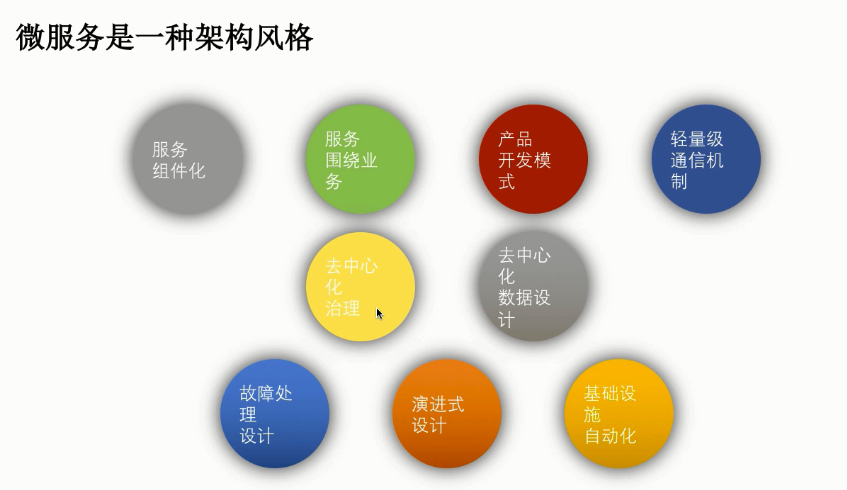 微服务是一种架构风格
服务
组件化
服务
围绕业
务
产品
开发模
式
轻量级
通信机
制
去中心
化
治理
去中心
化
数据设
计
故障处
理
设计
演进式
设计
基础设
施
自动化